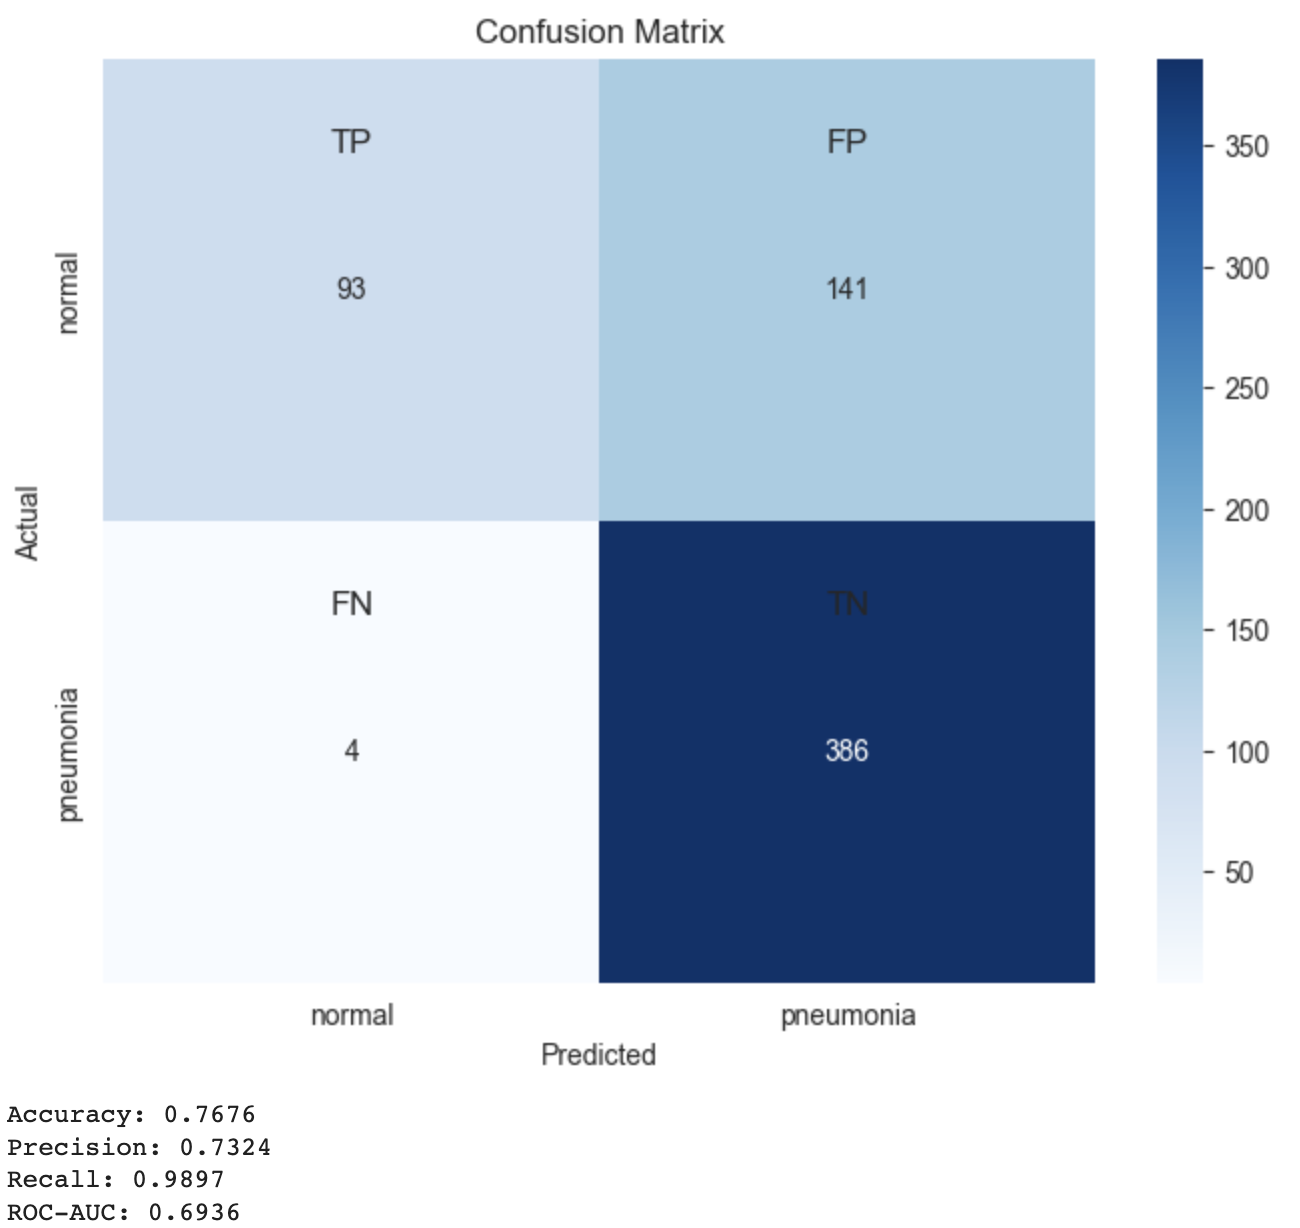 Confusion Matrix
TP
FP
350
300
250
200
150
100
50
normal
93
141
Actual
FN
TN
pneumonia
4
386
normal
pneumonia
Predicted
Accuracy: 0.7676
Precision: 0.7324
Recall: 0.9897
ROC-AUC: 0.6936